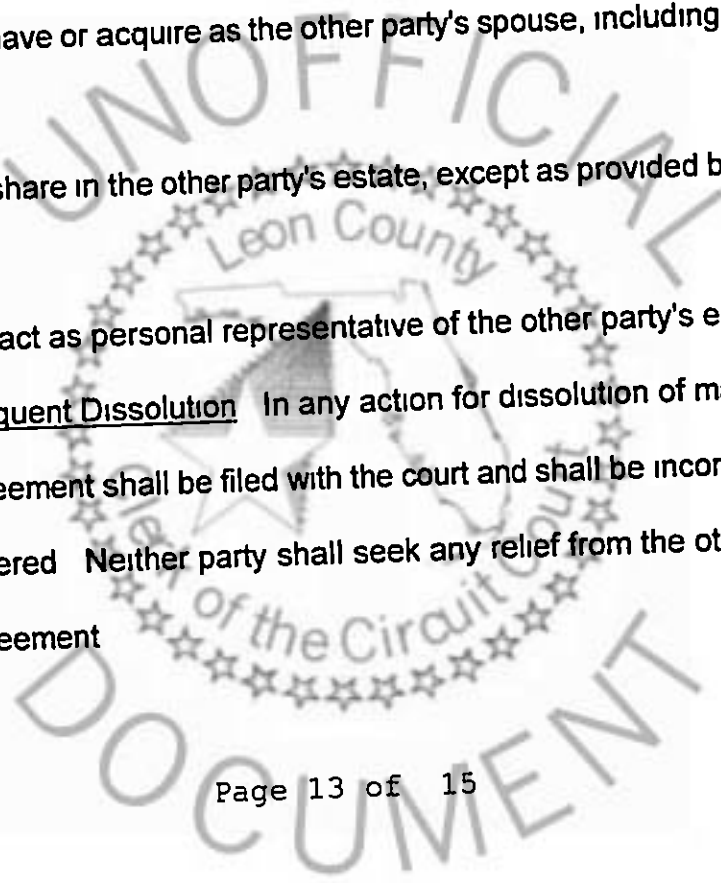 have or acquire as the other party's spouse, including
share in the other party's estate, except as provided b
act as personal representative of the other party's e
quent Dissolution In any action for dissolution of m
eement shall be filed with the court and shall be incor
ered Neither party shall seek any relief from the ot
eement
Page 13 of 15
UNOFFICIAL
Leon County
Clerk of the Circuit Court
DOCUMENT